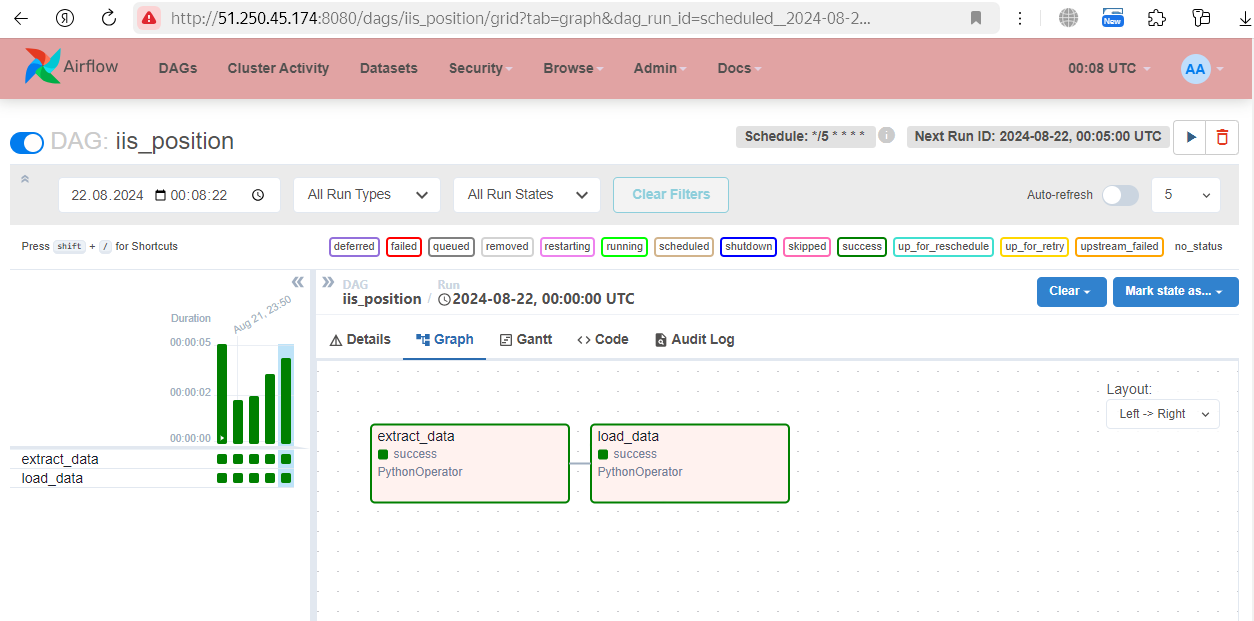 http://51.250.45.174:8080/dags/iis_position/grid?tab=graph&dag_run_id=scheduled__2024-08-2...
New
Airflow DAGs Cluster Activity Datasets Security Browse Admin Docs 00:08 UTC AA
DAG: iis_position Schedule: */5 * * * * i Next Run ID: 2024-08-22, 00:05:00 UTC
22.08.2024 00:08:22 All Run Types All Run States Clear Filters Auto-refresh 5
Press shift + / for Shortcuts deferred failed queued removed restarting running scheduled shutdown skipped success up_for_reschedule up_for_retry upstream_failed no_status
DAG Run
iis_position / 2024-08-22, 00:00:00 UTC Clear Mark state as...
Duration Aug 21, 23:50
00:00:05
00:00:02
00:00:00
extract_data
load_data
Details Graph Gantt Code Audit Log
Layout:
Left -> Right
extract_data
success
PythonOperator
load_data
success
PythonOperator